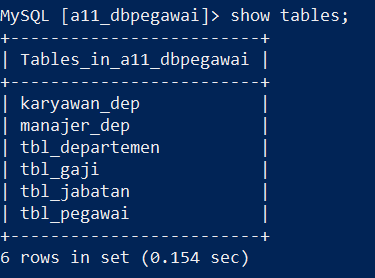 MySQL [a11_dbpegawai]> show tables;
+--------------------------+
| Tables_in_a11_dbpegawai |
+--------------------------+
| karyawan_dep |
| manajer_dep |
| tbl_departemen |
| tbl_gaji |
| tbl_jabatan |
| tbl_pegawai |
+--------------------------+
6 rows in set (0.154 sec)